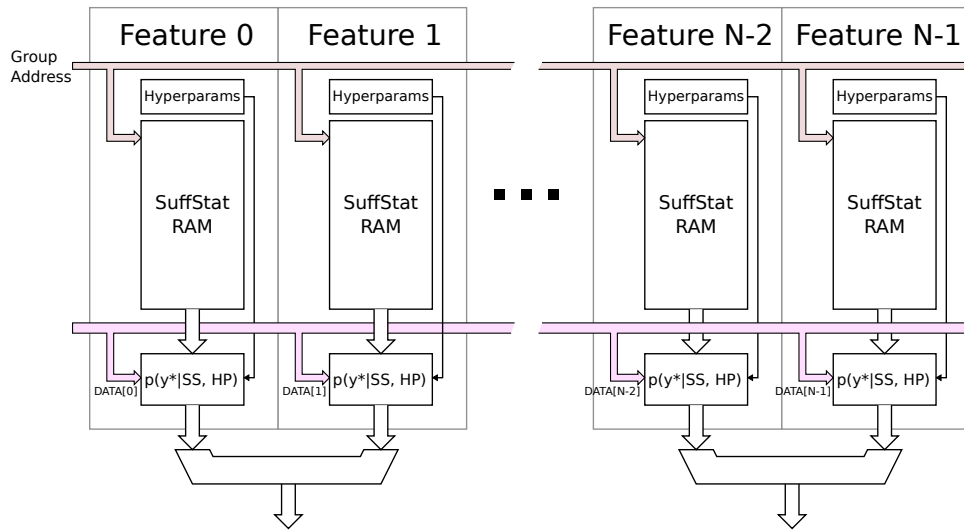 Feature 0
Feature 1
Feature N-2
Feature N-1
Group
Address
Hyperparams
Hyperparams
Hyperparams
Hyperparams
SuffStat
RAM
SuffStat
RAM
SuffStat
RAM
SuffStat
RAM
p(y*|SS, HP)
p(y*|SS, HP)
p(y*|SS, HP)
p(y*|SS, HP)
DATA[0]
DATA[1]
DATA[N-2]
DATA[N-1]